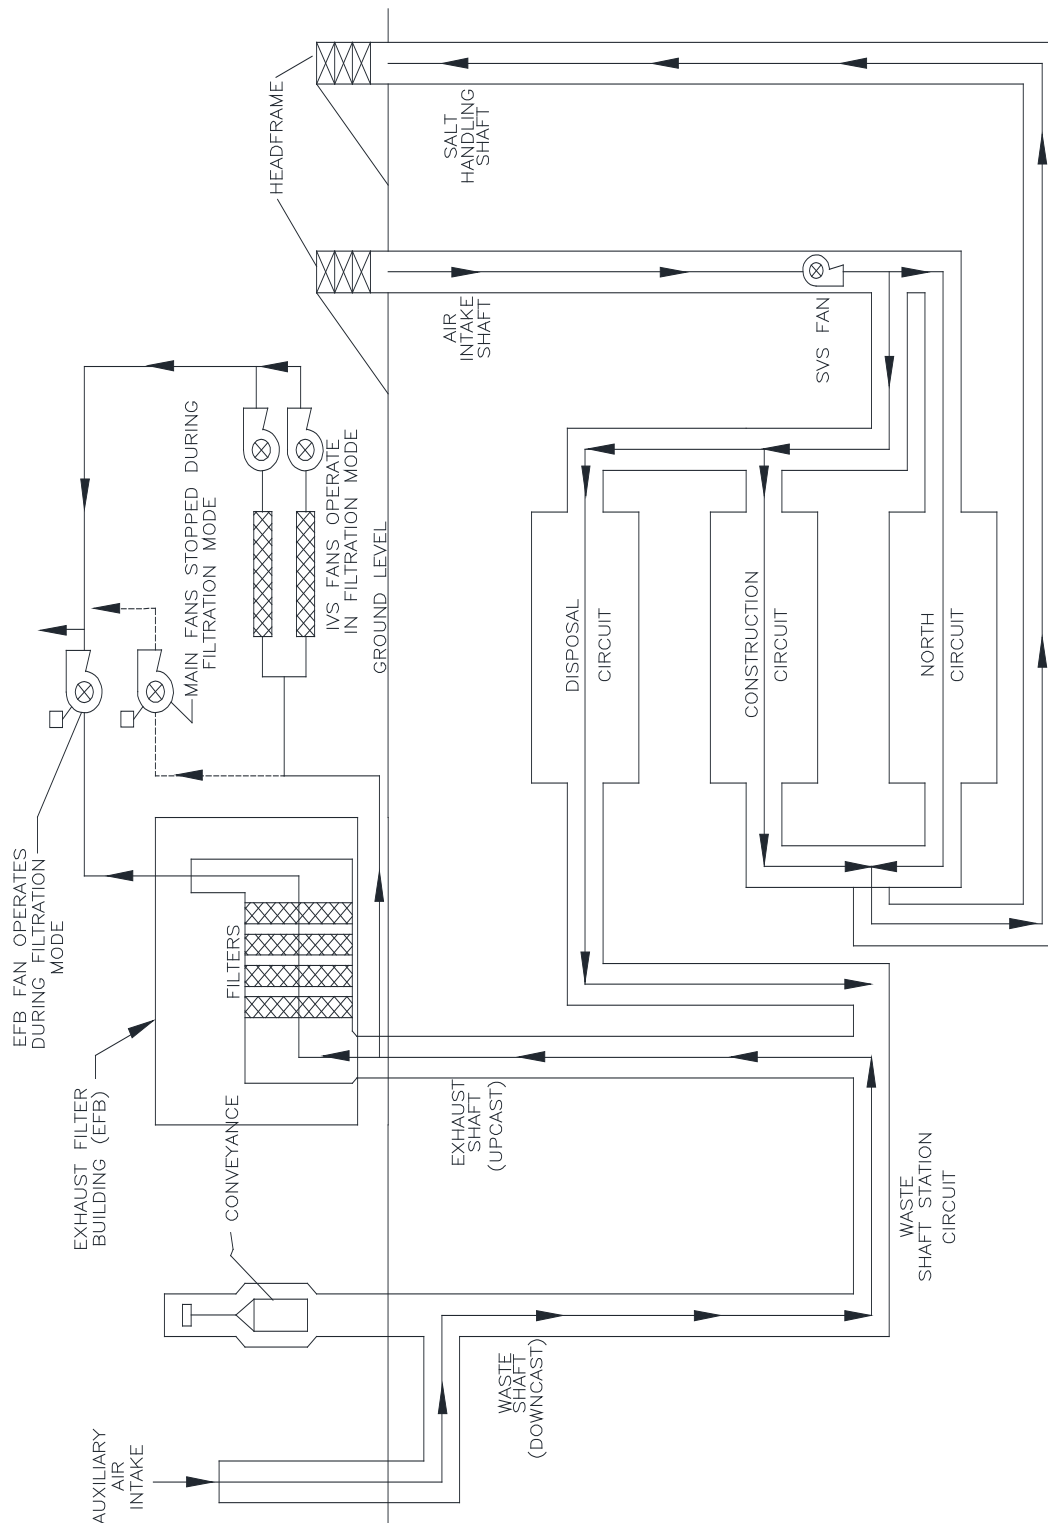 AUXILIARY
AIR
INTAKE
CONVEYANCE
EXHAUST FILTER
BUILDING (EFB)
EFB FAN OPERATES
DURING FILTRATION
MODE
FILTERS
MAIN FANS STOPPED DURING
FILTRATION MODE
IVS FANS OPERATE
IN FILTRATION MODE
GROUND LEVEL
HEADFRAME
WASTE
SHAFT
(DOWNCAST)
EXHAUST
SHAFT
(UPCAST)
AIR
INTAKE
SHAFT
SALT
HANDLING
SHAFT
DISPOSAL
CIRCUIT
CONSTRUCTION
CIRCUIT
SVS FAN
NORTH
CIRCUIT
WASTE
SHAFT STATION
CIRCUIT